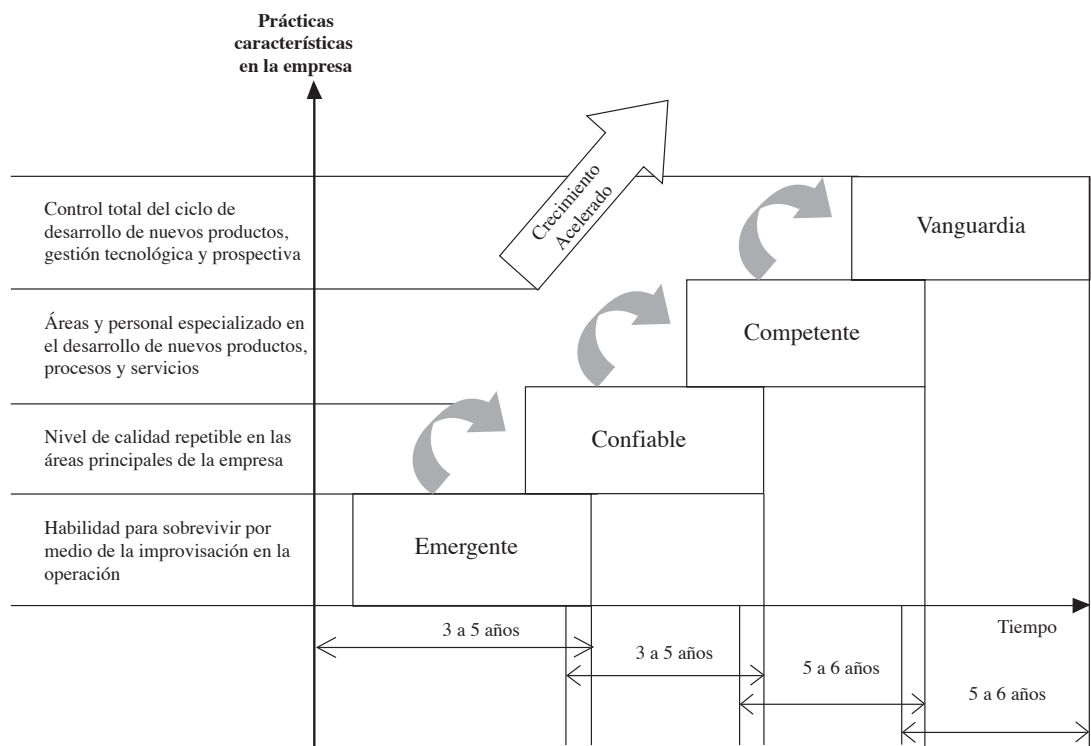 Prácticas
características
en la empresa
Crecimiento
Acelerado
Control total del ciclo de
desarrollo de nuevos productos,
gestión tecnológica y prospectiva
Vanguardia
Áreas y personal especializado en
el desarrollo de nuevos productos,
procesos y servicios
Competente
Nivel de calidad repetible en las
áreas principales de la empresa
Confiable
Habilidad para sobrevivir por
medio de la improvisación en la
operación
Emergente
Tiempo
3 a 5 años
3 a 5 años
5 a 6 años
5 a 6 años